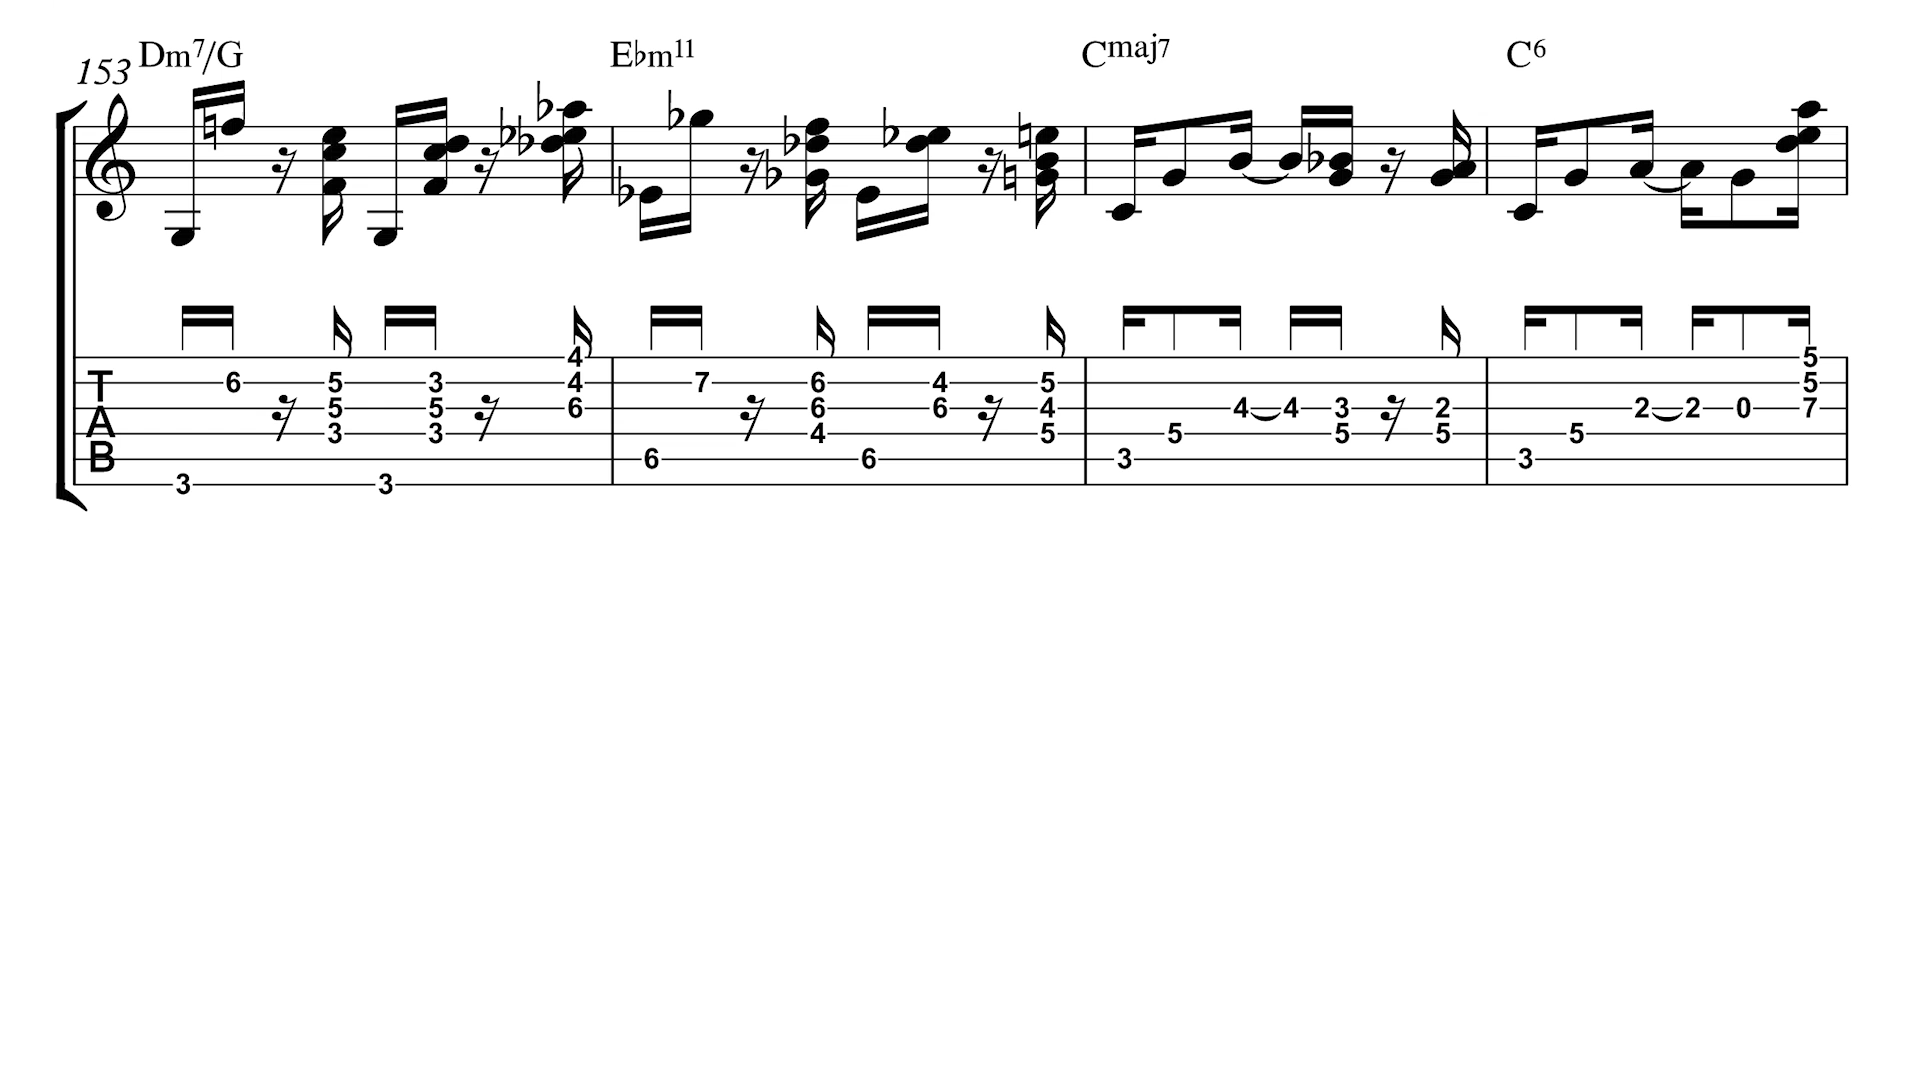 153 Dm7/G E♭m11 Cmaj7 C6
4 5
T 6 5 3 4 7 6 4 5 5
A 5 5 6 6 6 4 4 4 3 2 2 2 0 7
B 3 3 4 5 5 5 5 5
6 6 3 3
3 3